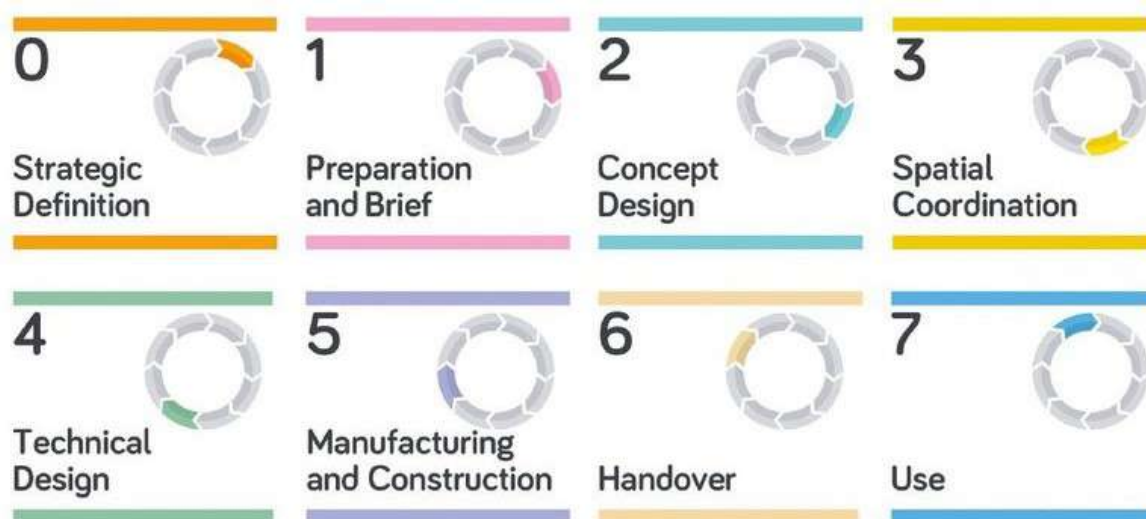 0
Strategic
Definition
1
Preparation
and Brief
2
Concept
Design
3
Spatial
Coordination
4
Technical
Design
5
Manufacturing
and Construction
6
Handover
7
Use